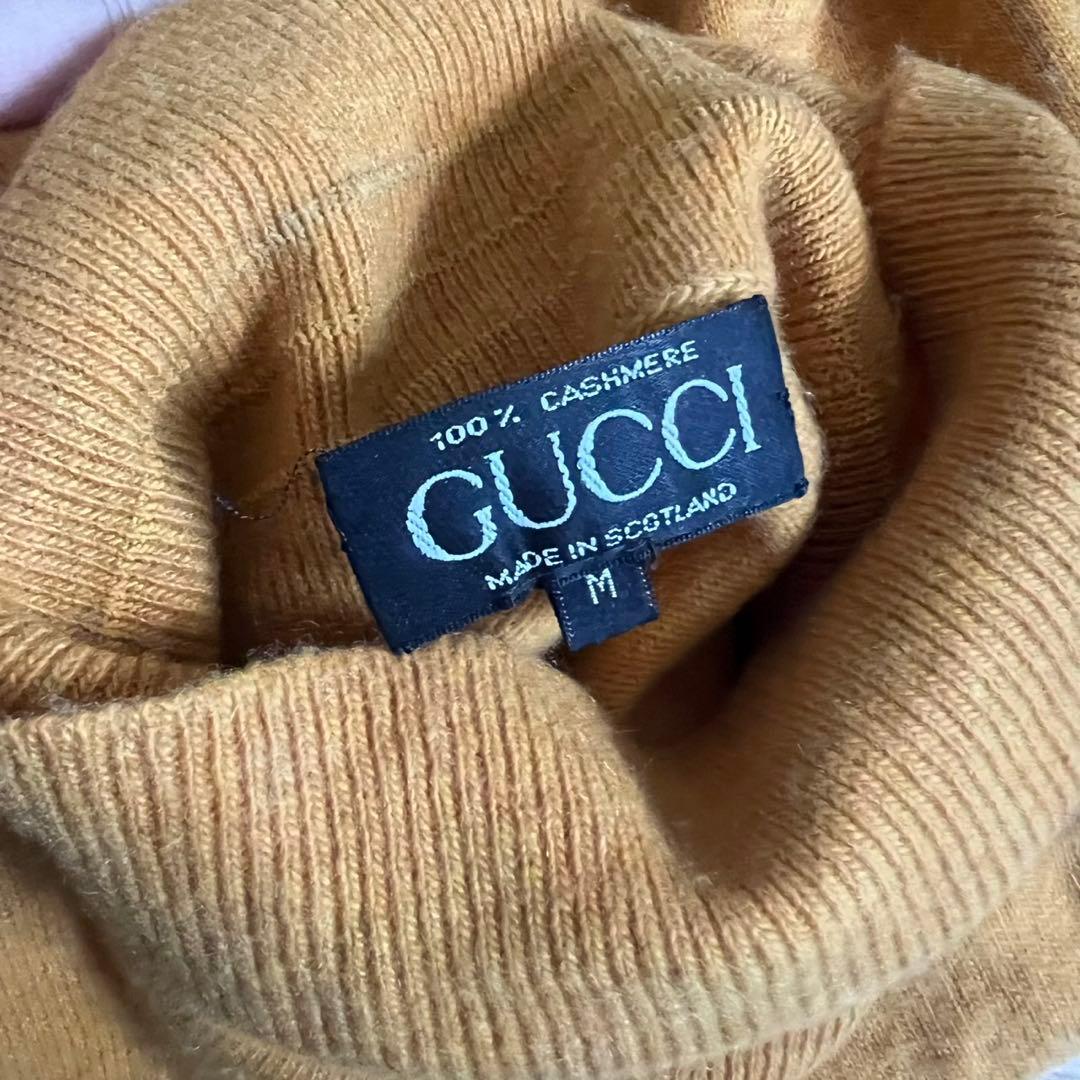 100% CASHMERE
GUCCI
MADE IN SCOTLAND
M